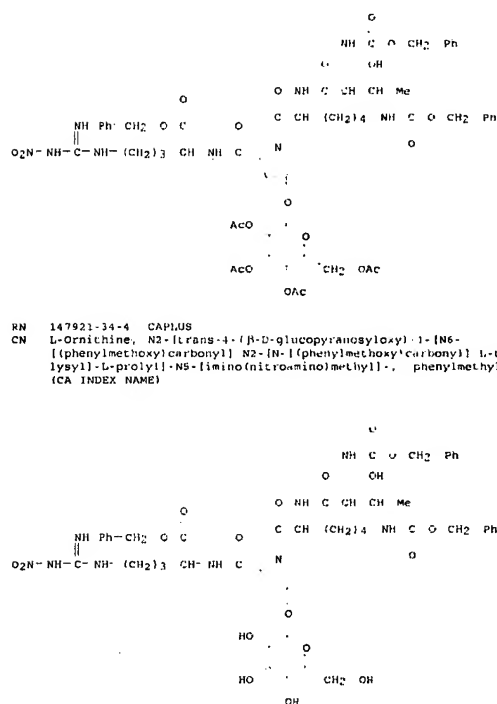 O
NH C O CH2 Ph
O OH
O NH C CH CH Me
O
C CH (CH2)4 NH C O CH2 Ph
NH Ph CH2 O C O
O2N-NH-C-NH-(CH2)3 CH NH C N O
O
AcO O
AcO CH2 OAc
OAc
RN 147921-34-4 CAPLUS
CN L-Ornithine, N2-[trans-4-(β-D-glucopyranosyloxy)-1-[N6-
[(phenylmethoxy)carbonyl] N2-[N-[(phenylmethoxy)carbonyl] L-
lysyl]-L-prolyl]-N5-[imino(nitroamino)methyl]-, phenylmethyl
(CA INDEX NAME)
O
NH C O CH2 Ph
O OH
O NH C CH CH Me
O
C CH (CH2)4 NH C O CH2 Ph
NH Ph-CH2 O C O
O2N-NH-C-NH-(CH2)3-CH-NH C N O
O
HO O
HO CH2 OH
OH